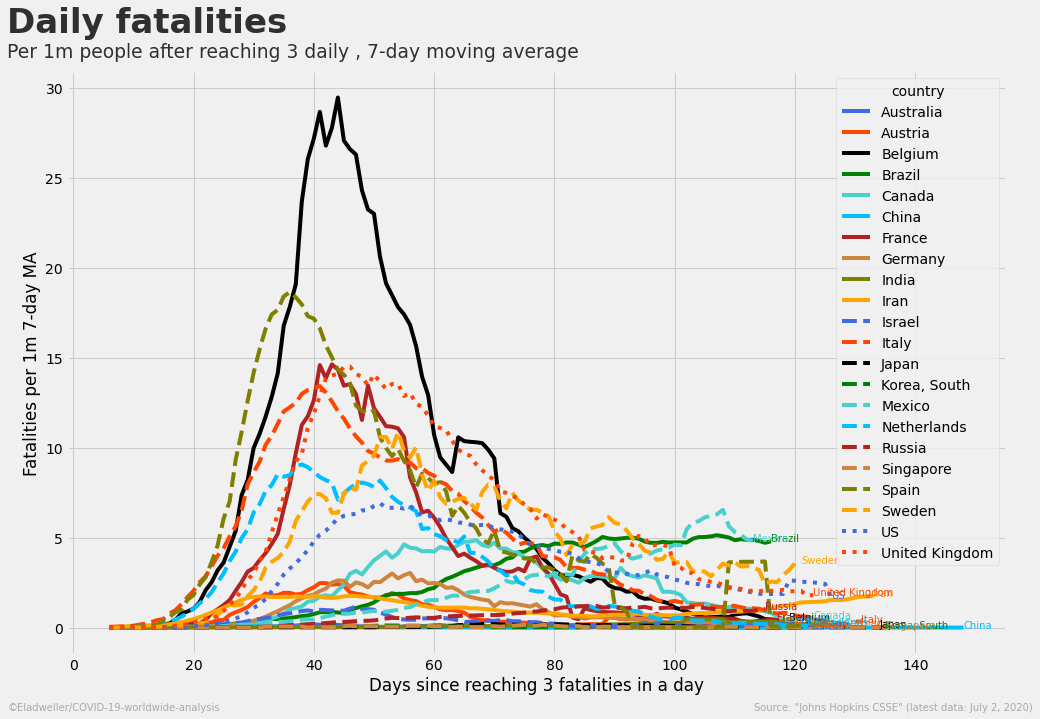 Daily fatalities
Per 1m people after reaching 3 daily , 7-day moving average
30
25
20
15
10
5
0
Fatalities per 1m 7-day MA
country
Australia
Austria
Belgium
Brazil
Canada
China
France
Germany
India
Iran
Israel
Italy
Japan
Korea, South
Mexico
Netherlands
Russia
Singapore
Spain
Sweden
US
United Kingdom
Brazil
Sweden
United Kingdom
Russia
Canada
Belgium
Italy
Japan
South
China
0
20
40
60
80
100
120
140
Days since reaching 3 fatalities in a day
©Eladweller/COVID-19-worldwide-analysis
Source: "Johns Hopkins CSSE" (latest data: July 2, 2020)